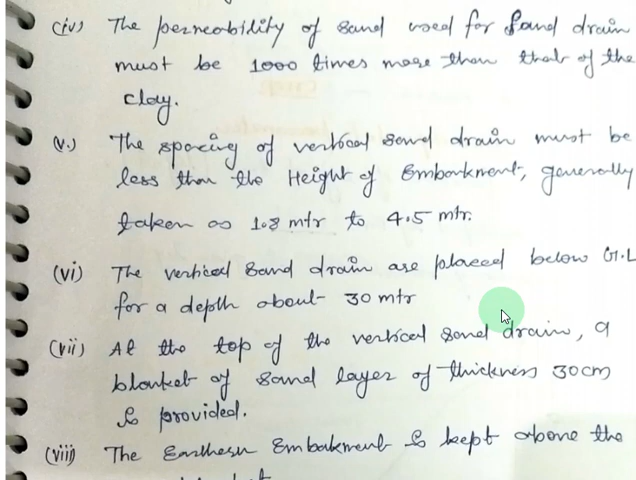 (iv) The permeability of sand used for sand drain
must be 1000 times more than that of the
clay.
(v.) The spacing of vertical sand drain must be
less than the Height of Embankment, generally
taken as 1.8 mtr to 4.5 mtr.
(vi) The vertical sand drain are placed below G.L
for a depth about 30 mtr
(vii) At the top of the vertical sand drain, a
blanket of sand layer of thickness 30cm
is provided.
(viii) The Earthen Embakment is kept above the